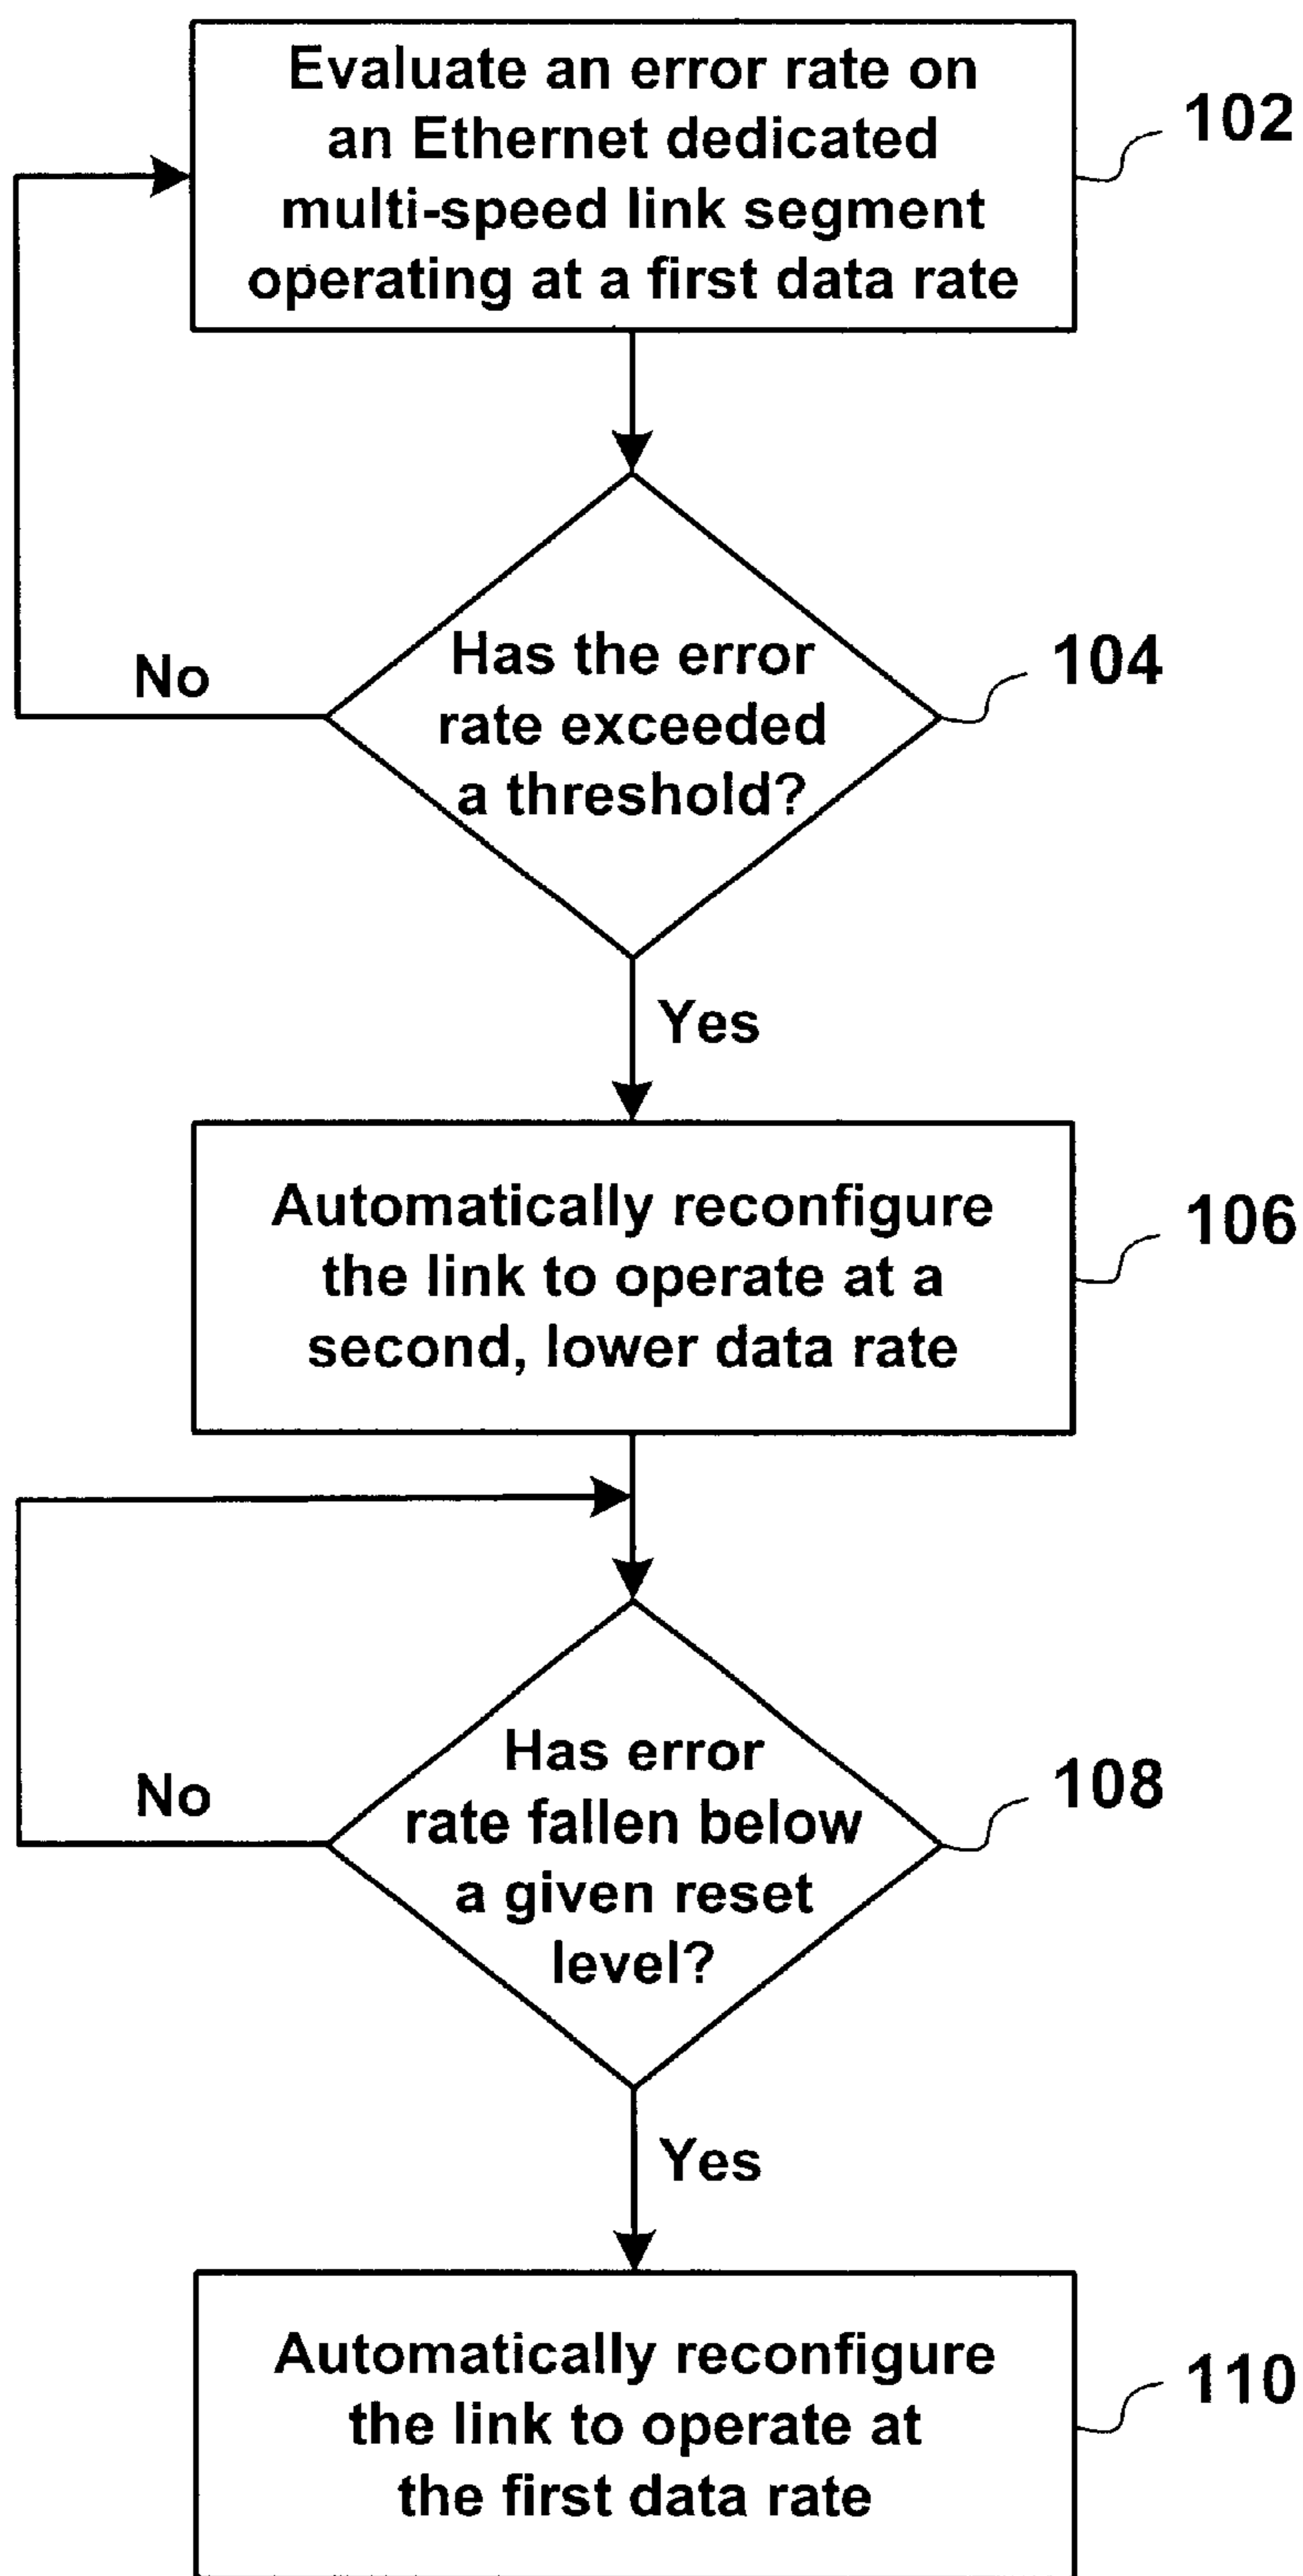 Evaluate an error rate on
an Ethernet dedicated
multi-speed link segment
operating at a first data rate
102
Has the error
rate exceeded
a threshold?
104
No
Yes
Automatically reconfigure
the link to operate at a
second, lower data rate
106
Has error
rate fallen below
a given reset
level?
108
No
Yes
Automatically reconfigure
the link to operate at
the first data rate
110